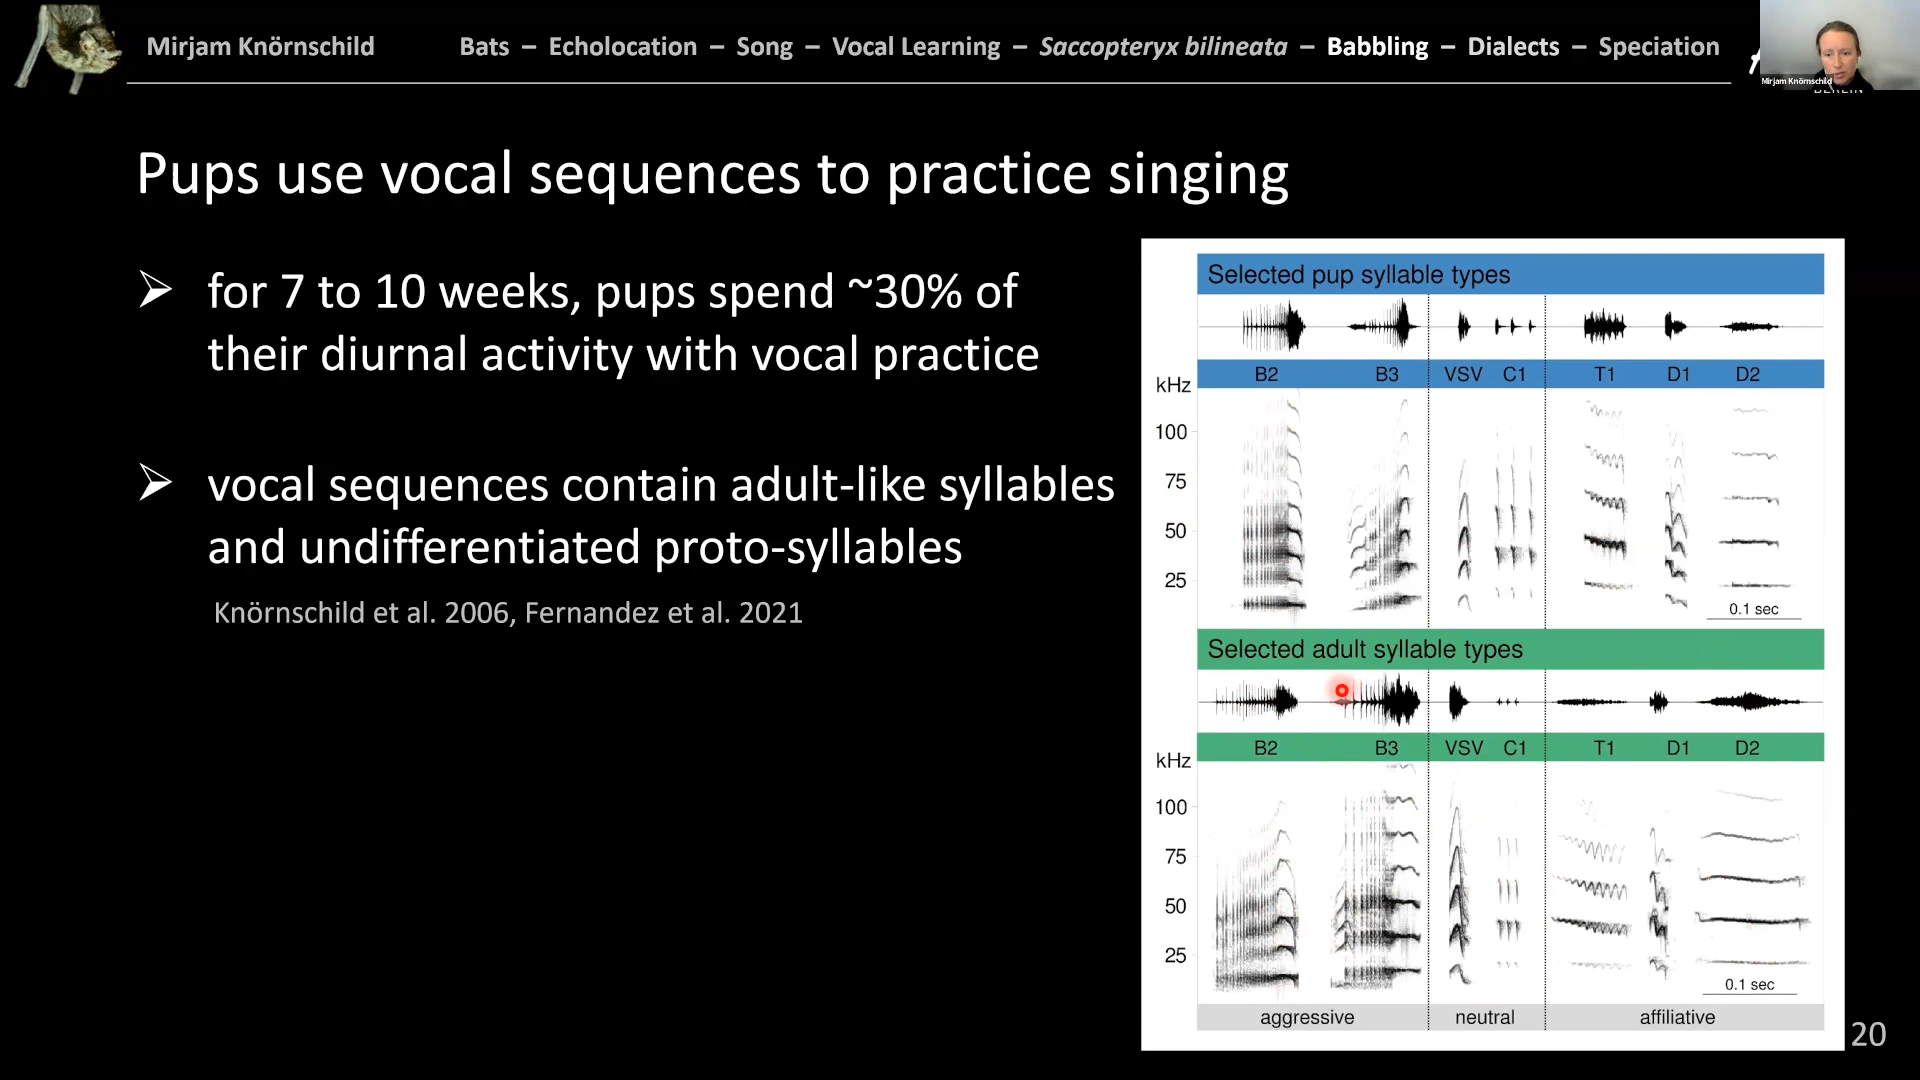 Mirjam Knörnschild
Bats – Echolocation – Song – Vocal Learning – Saccopteryx bilineata – Babbling – Dialects – Speciation
Mirjam Knörnschild
BERLIN
Pups use vocal sequences to practice singing
➢ for 7 to 10 weeks, pups spend ~30% of
their diurnal activity with vocal practice
➢ vocal sequences contain adult-like syllables
and undifferentiated proto-syllables
Knörnschild et al. 2006, Fernandez et al. 2021
Selected pup syllable types
B2 B3 VSV C1 T1 D1 D2
kHz
100
75
50
25
0.1 sec
Selected adult syllable types
B2 B3 VSV C1 T1 D1 D2
kHz
100
75
50
25
0.1 sec
aggressive neutral affiliative
20